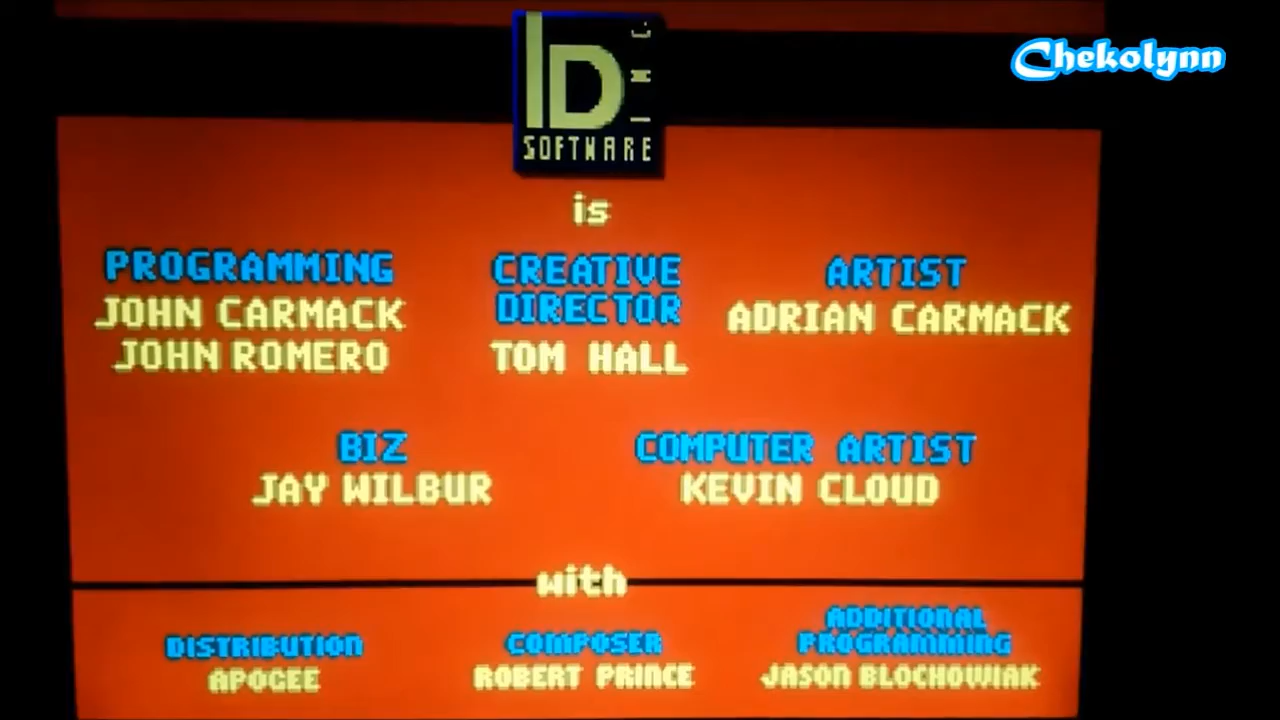 Chekolynn
ID
SOFTWARE
INC.
is
PROGRAMMING
JOHN CARMACK
JOHN ROMERO
CREATIVE
DIRECTOR
TOM HALL
ARTIST
ADRIAN CARMACK
BIZ
JAY WILBUR
COMPUTER ARTIST
KEVIN CLOUD
with
DISTRIBUTION
APOGEE
COMPOSER
ROBERT PRINCE
ADDITIONAL
PROGRAMMING
JASON BLOCHOWIAK